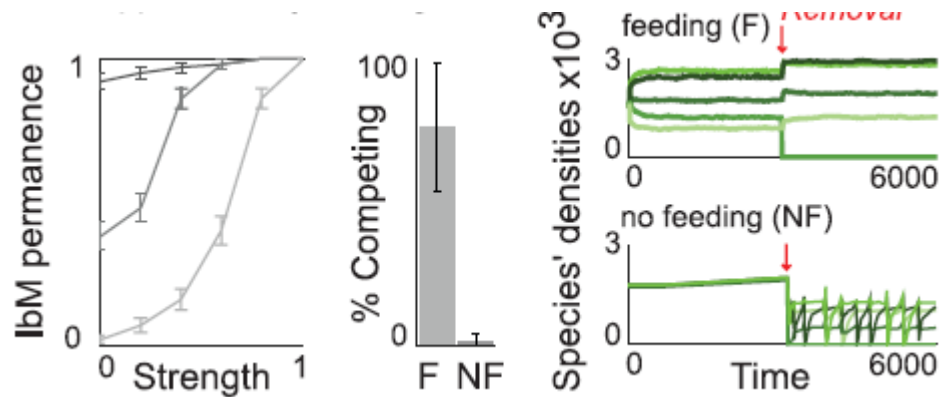 1
IbM permanence
0
0
1
Strength
100
% Competing
0
F NF
Species' densities x10³
feeding (F)
Removal
3
0
0
6000
no feeding (NF)
3
0
0
6000
Time